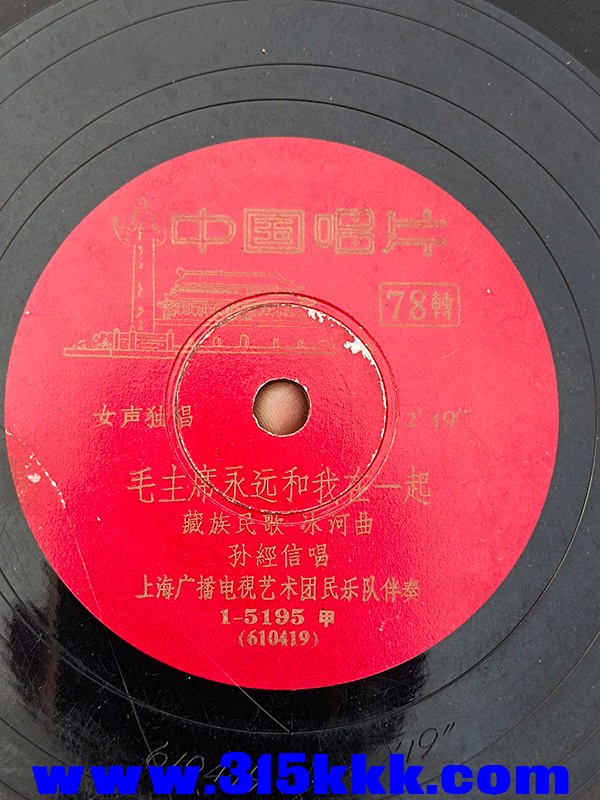 中国唱片
78轉
女声独唱
2′19″
毛主席永远和我在一起
藏族民歌 冰河曲
孙經信唱
上海广播电視艺术团民乐队伴奏
1-5195 甲
(610419)
www.315kkk.com